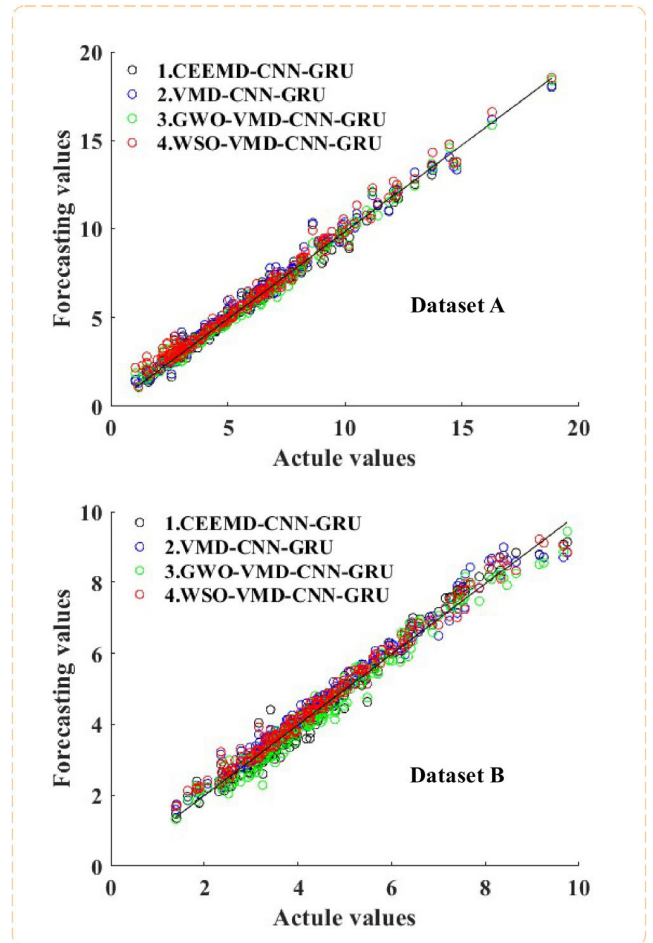 20
1.CEEMD-CNN-GRU
2.VMD-CNN-GRU
15
3.GWO-VMD-CNN-GRU
4.WSO-VMD-CNN-GRU
10
Forecasting values
Dataset A
5
0
0 5 10 15 20
Actule values
10
1.CEEMD-CNN-GRU
2.VMD-CNN-GRU
8
3.GWO-VMD-CNN-GRU
4.WSO-VMD-CNN-GRU
6
Forecasting values
4
Dataset B
2
0
0 2 4 6 8 10
Actule values